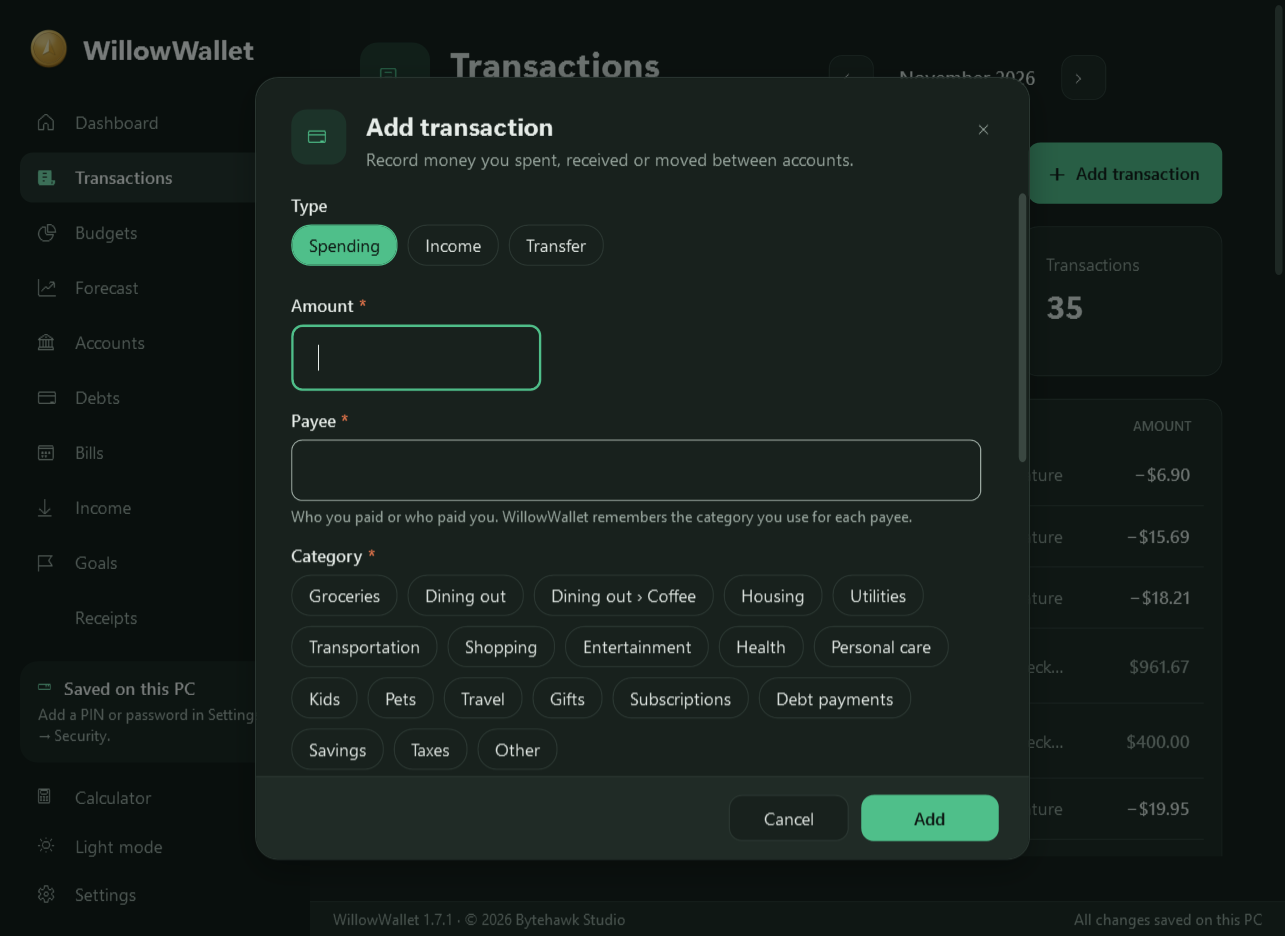 WillowWallet
Dashboard
Transactions
Budgets
Forecast
Accounts
Debts
Bills
Income
Goals
Receipts
Saved on this PC
Add a PIN or password in Setting
→ Security.
Calculator
Light mode
Settings
Transactions
November 2026
+ Add transaction
Transactions
35
AMOUNT
ture −$6.90
ture −$15.69
ture −$18.21
eck... $961.67
eck... $400.00
ture −$19.95
Add transaction
Record money you spent, received or moved between accounts.
Type
Spending Income Transfer
Amount *
Payee *
Who you paid or who paid you. WillowWallet remembers the category you use for each payee.
Category *
Groceries Dining out Dining out › Coffee Housing Utilities
Transportation Shopping Entertainment Health Personal care
Kids Pets Travel Gifts Subscriptions Debt payments
Savings Taxes Other
Cancel Add
WillowWallet 1.7.1 · © 2026 Bytehawk Studio
All changes saved on this PC